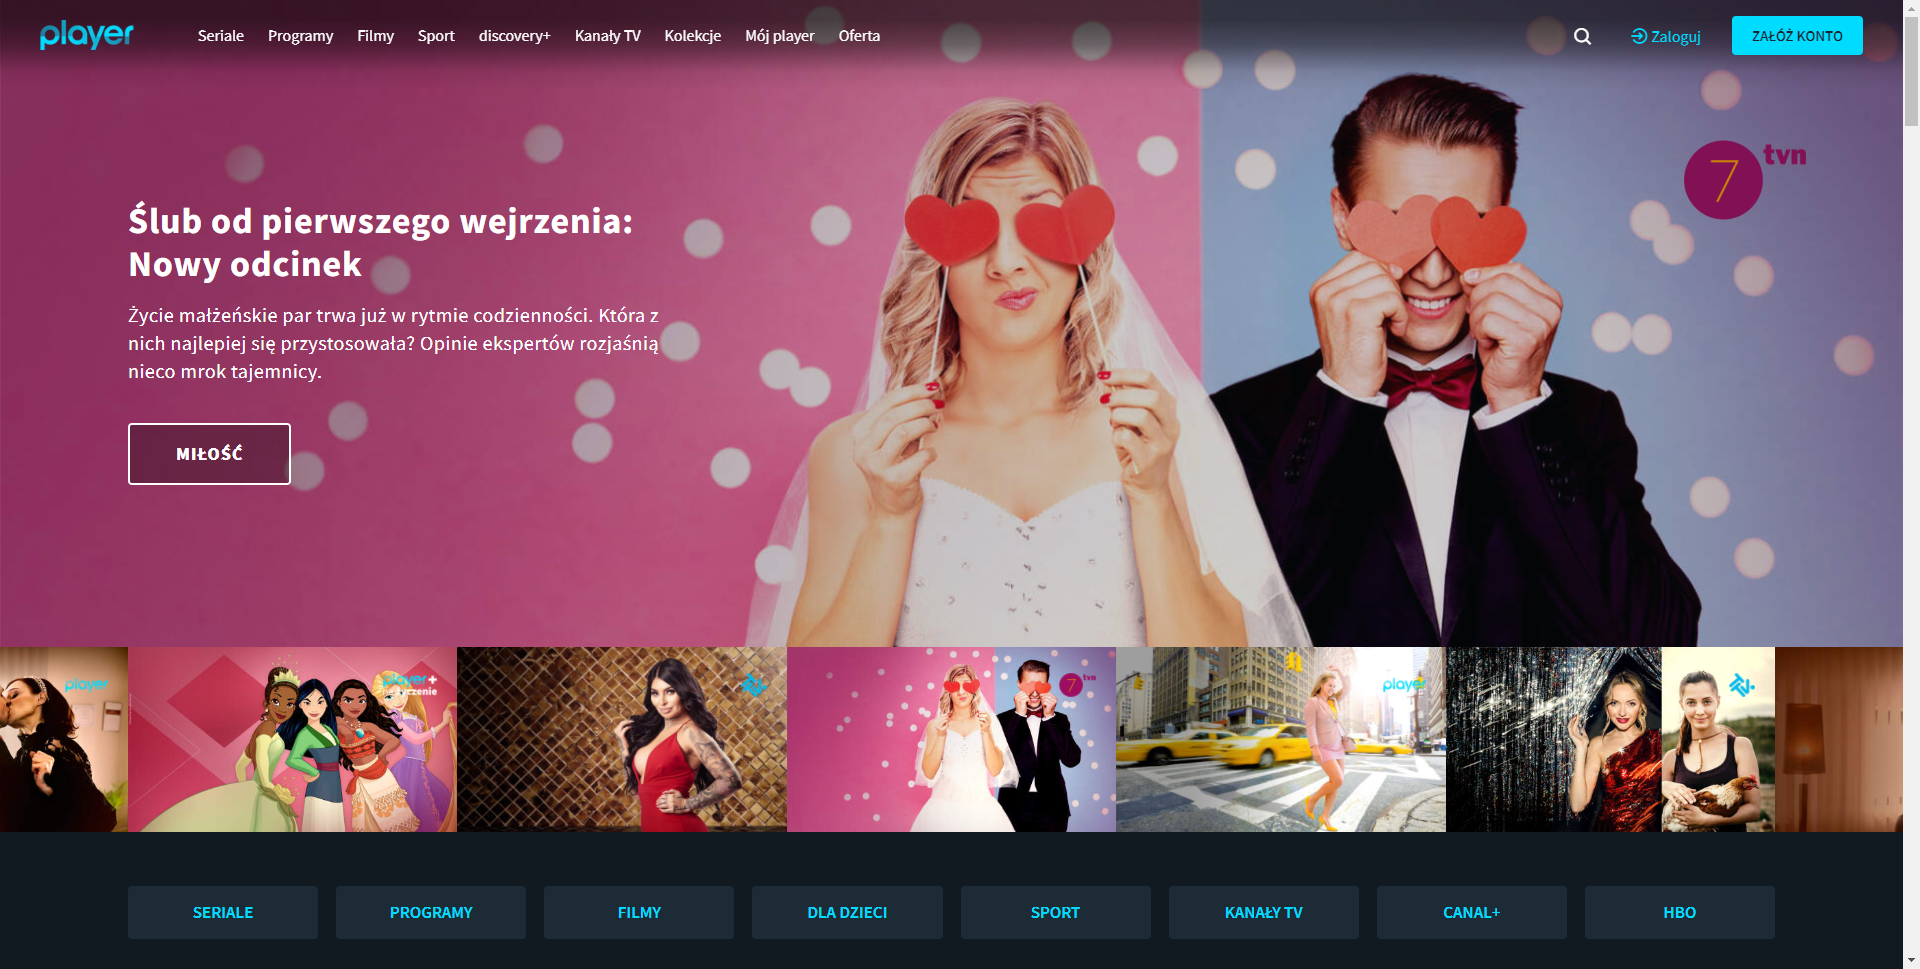 player
Seriale
Programy
Filmy
Sport
discovery+
Kanały TV
Kolekcje
Mój player
Oferta
Zaloguj
ZAŁÓŻ KONTO
7 tvn
Ślub od pierwszego wejrzenia:
Nowy odcinek
Życie małżeńskie par trwa już w rytmie codzienności. Która z
nich najlepiej się przystosowała? Opinie ekspertów rozjaśnią
nieco mrok tajemnicy.
MIŁOŚĆ
player
player+
7 tvn
player
SERIALE
PROGRAMY
FILMY
DLA DZIECI
SPORT
KANAŁY TV
CANAL+
HBO